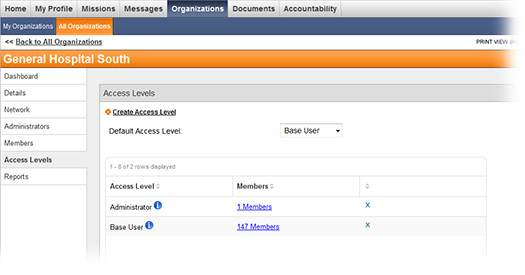 Home My Profile Missions Messages Organizations Documents Accountability
My Organizations All Organizations
<< Back to All Organizations PRINT VIEW
General Hospital South
Dashboard
Details
Network
Administrators
Members
Access Levels
Reports
Access Levels
Create Access Level
Default Access Level: Base User
1 - 8 of 2 rows displayed
Access Level Members
Administrator i 1 Members X
Base User i 147 Members X